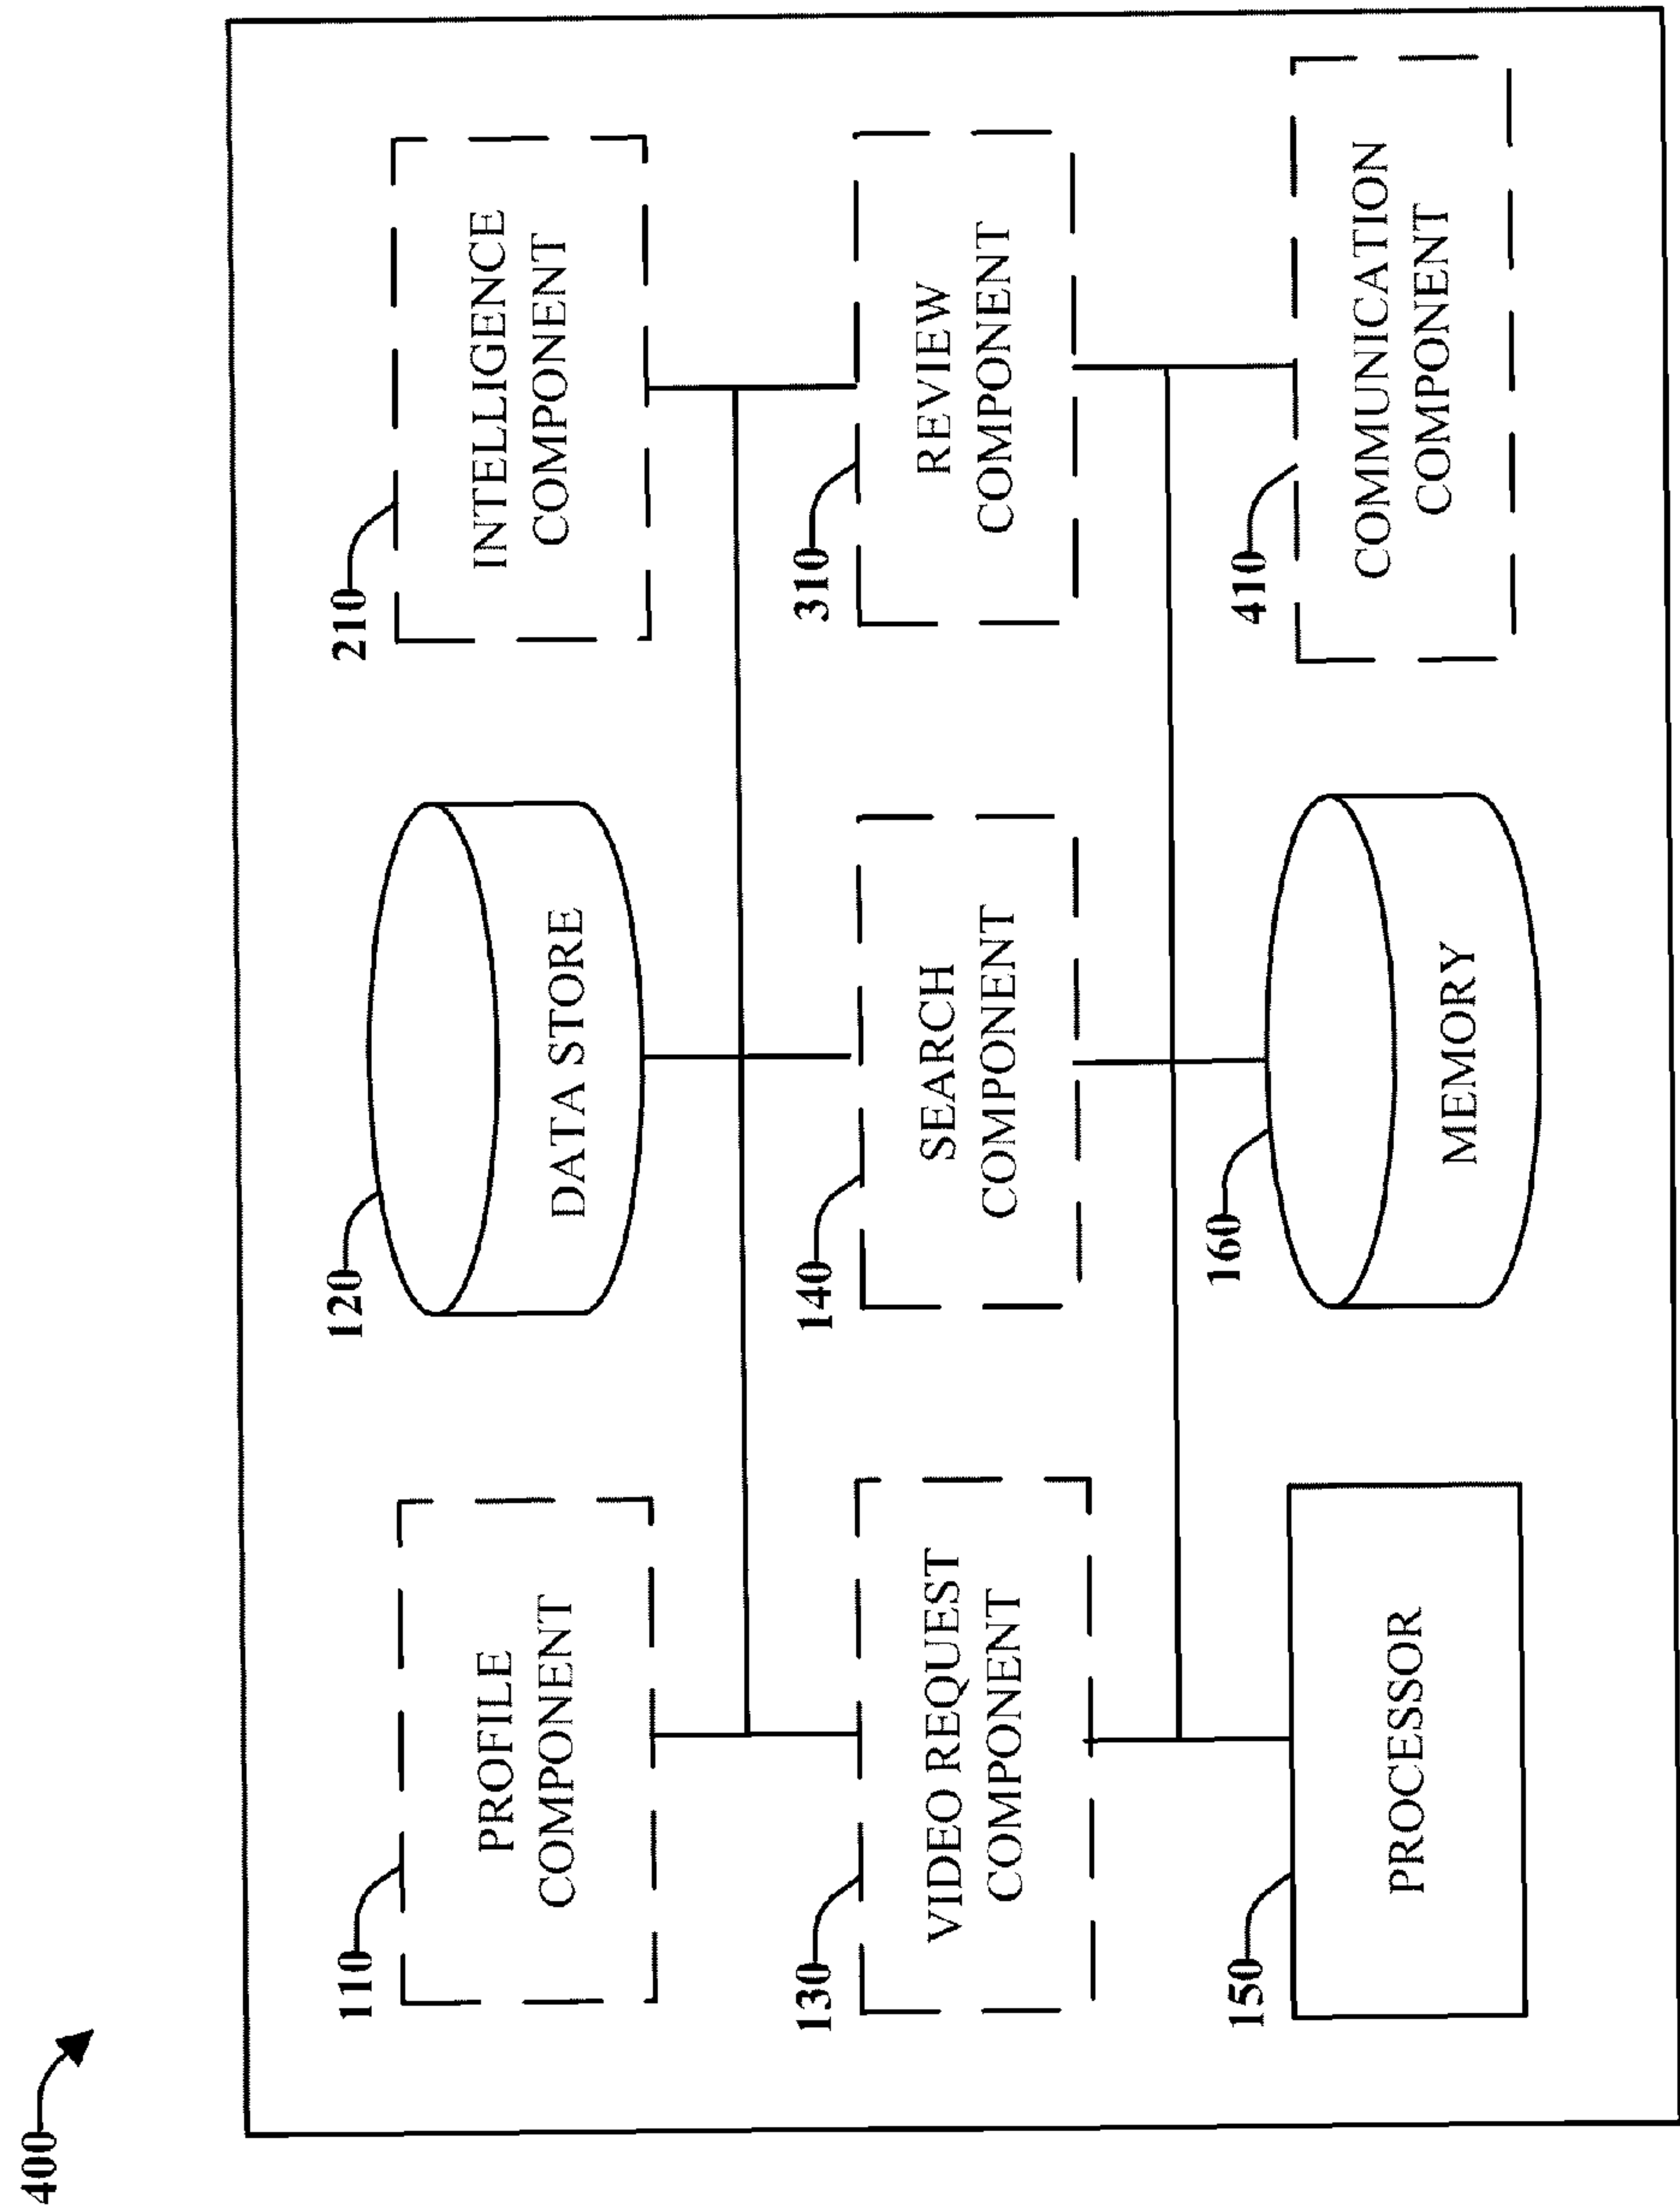 400
110
PROFILE
COMPONENT
120
DATA STORE
210
INTELLIGENCE
COMPONENT
130
VIDEO REQUEST
COMPONENT
140
SEARCH
COMPONENT
310
REVIEW
COMPONENT
150
PROCESSOR
160
MEMORY
410
COMMUNICATION
COMPONENT